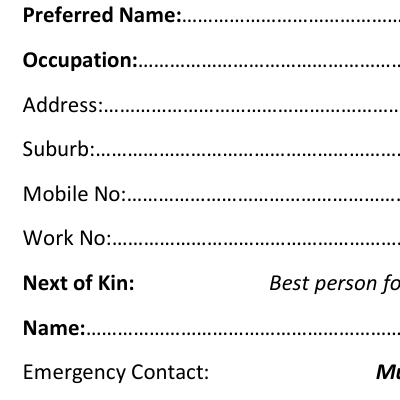 Preferred Name:......................................
Occupation:..............................................
Address:....................................................
Suburb:......................................................
Mobile No:................................................
Work No:...................................................
Next of Kin: Best person fo
Name:........................................................
Emergency Contact: Mu